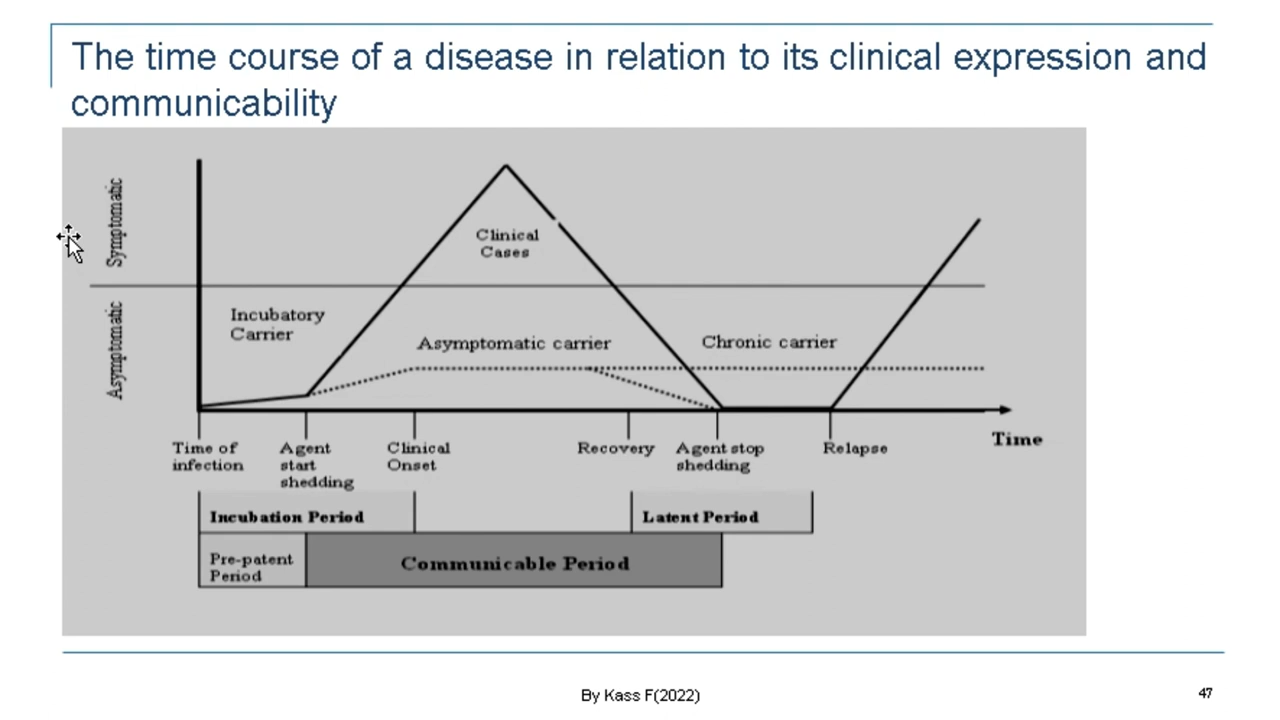 The time course of a disease in relation to its clinical expression and
communicability
Symptomatic
Asymptomatic
Clinical
Cases
Incubatory
Carrier
Asymptomatic carrier
Chronic carrier
Time
Time of
infection
Agent
start
shedding
Clinical
Onset
Recovery
Agent stop
shedding
Relapse
Incubation Period
Latent Period
Pre-patent
Period
Communicable Period
By Kass F(2022)
47